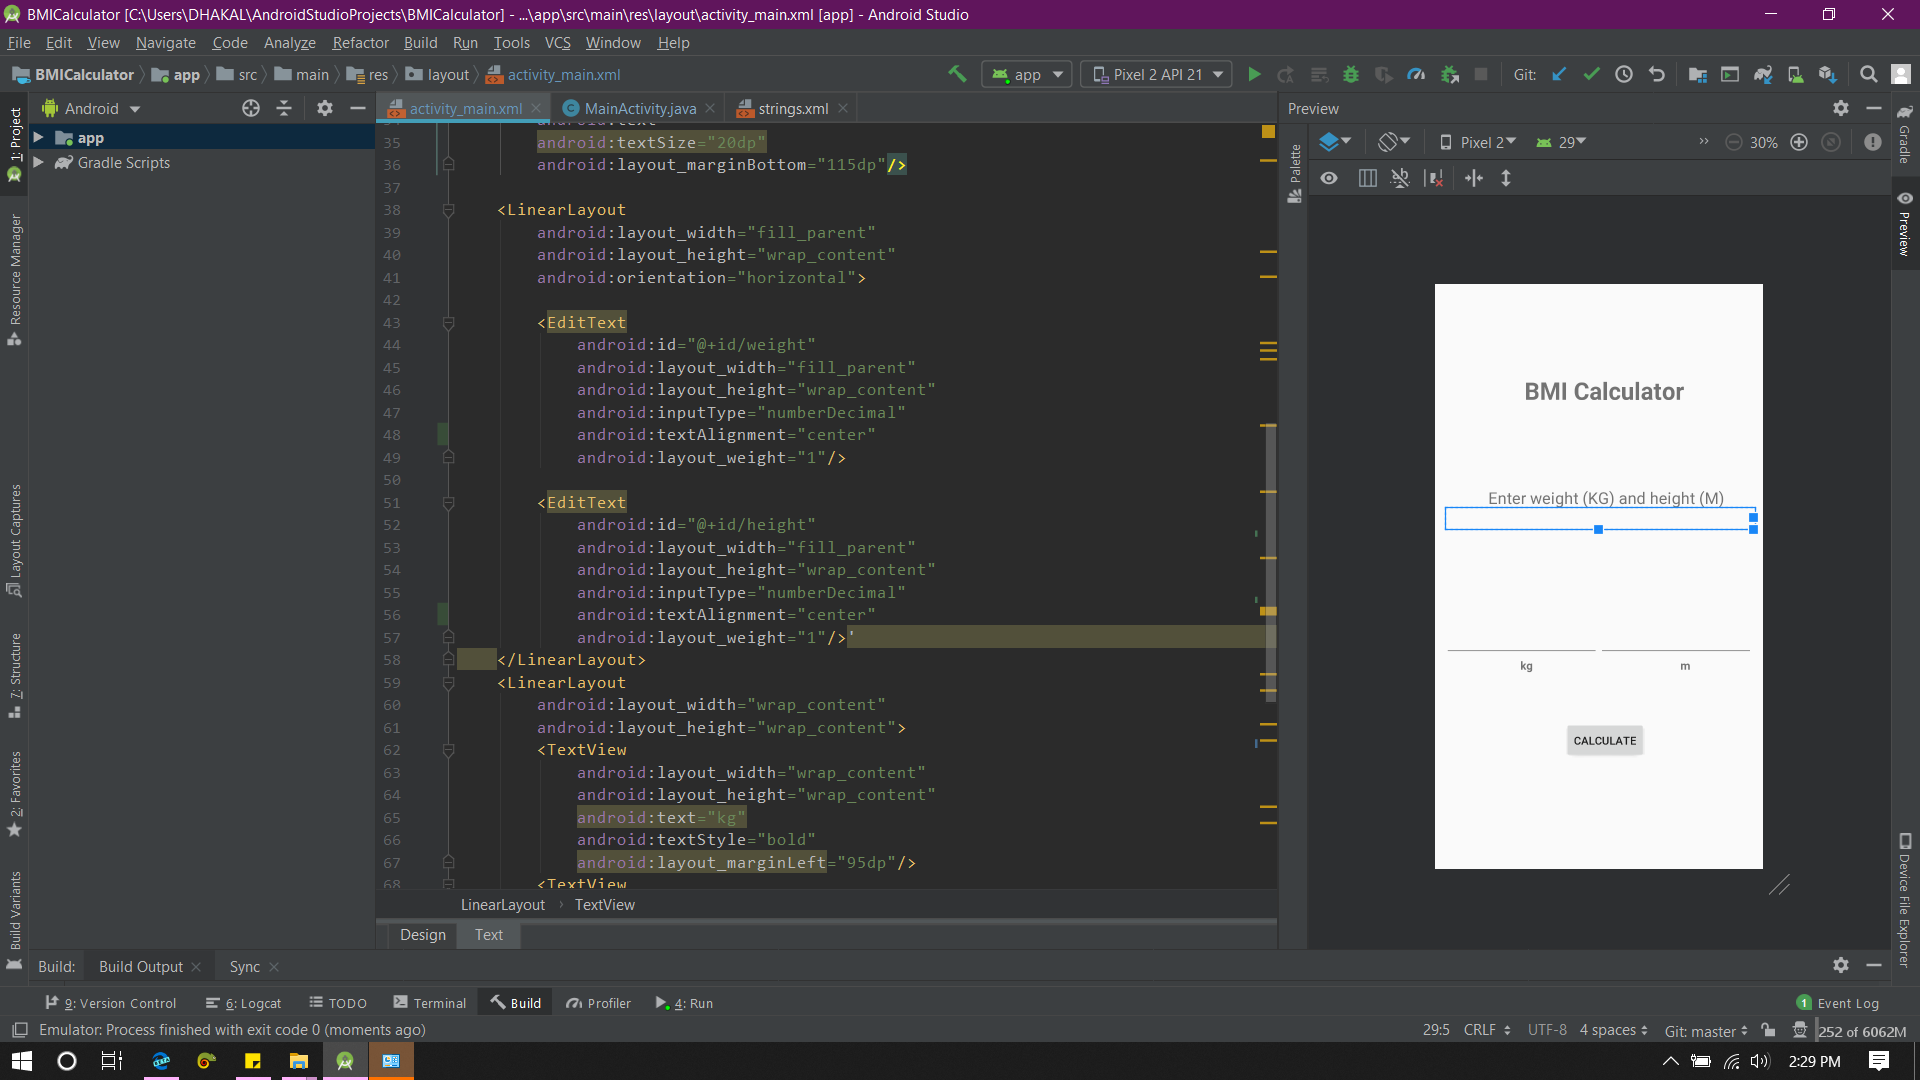 BMICalculator [C:\Users\DHAKAL\AndroidStudioProjects\BMICalculator] - ...\app\src\main\res\layout\activity_main.xml [app] - Android Studio
File Edit View Navigate Code Analyze Refactor Build Run Tools VCS Window Help
BMICalculator app src main res layout activity_main.xml app Pixel 2 API 21 Git:
Android
activity_main.xml MainActivity.java strings.xml
Preview
1: Project
Resource Manager
Layout Captures
7: Structure
2: Favorites
Build Variants
app
Gradle Scripts
35 android:textSize="20dp"
36 android:layout_marginBottom="115dp"/>
37
38 <LinearLayout
39 android:layout_width="fill_parent"
40 android:layout_height="wrap_content"
41 android:orientation="horizontal">
42
43 <EditText
44 android:id="@+id/weight"
45 android:layout_width="fill_parent"
46 android:layout_height="wrap_content"
47 android:inputType="numberDecimal"
48 android:textAlignment="center"
49 android:layout_weight="1"/>
50
51 <EditText
52 android:id="@+id/height"
53 android:layout_width="fill_parent"
54 android:layout_height="wrap_content"
55 android:inputType="numberDecimal"
56 android:textAlignment="center"
57 android:layout_weight="1"/>'
58 </LinearLayout>
59 <LinearLayout
60 android:layout_width="wrap_content"
61 android:layout_height="wrap_content">
62 <TextView
63 android:layout_width="wrap_content"
64 android:layout_height="wrap_content"
65 android:text="kg"
66 android:textStyle="bold"
67 android:layout_marginLeft="95dp"/>
68 <TextView
LinearLayout › TextView
Design Text
Palette
Pixel 2 29 » 30%
BMI Calculator
Enter weight (KG) and height (M)
kg m
CALCULATE
Gradle
Preview
Device File Explorer
Build: Build Output Sync
9: Version Control 6: Logcat TODO Terminal Build Profiler 4: Run 1 Event Log
Emulator: Process finished with exit code 0 (moments ago) 29:5 CRLF UTF-8 4 spaces Git: master 252 of 6062M
BETA 2:29 PM